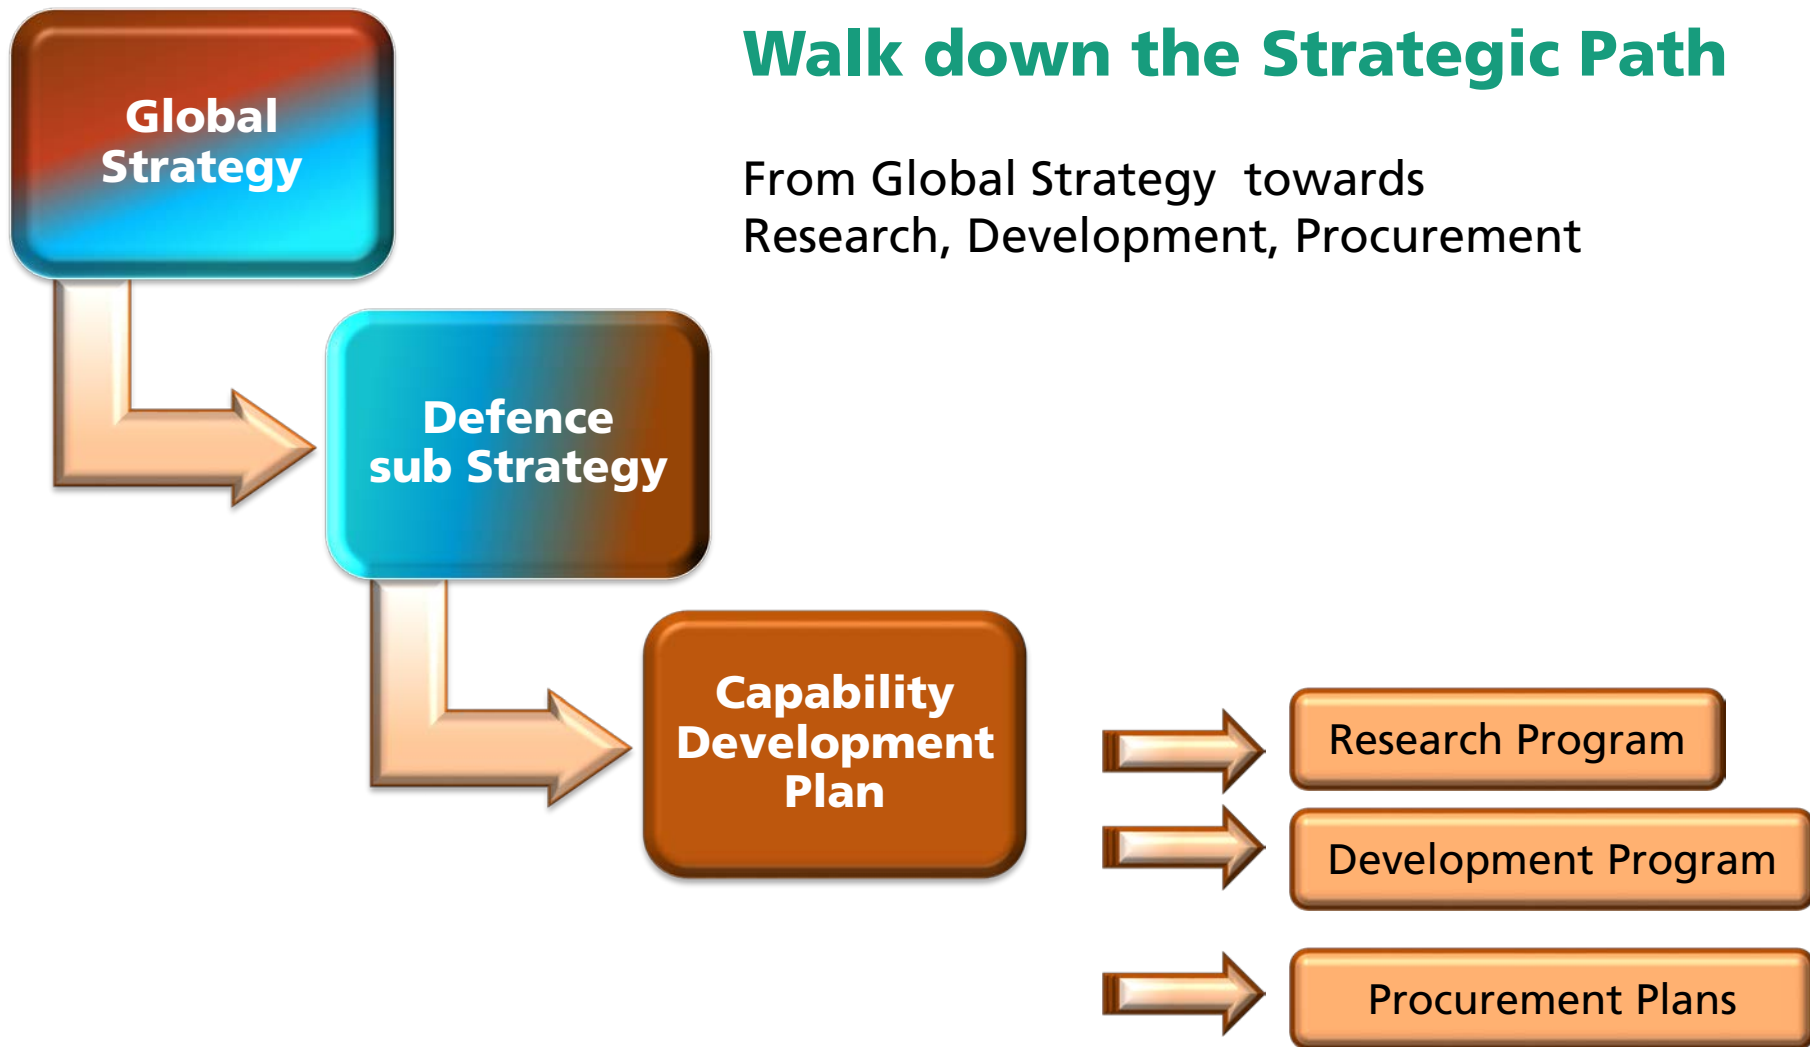 Walk down the Strategic Path
From Global Strategy  towards
Research, Development, Procurement
Global
Strategy
Defence
sub Strategy
Capability
Development
Plan
Research Program
Development Program
Procurement Plans